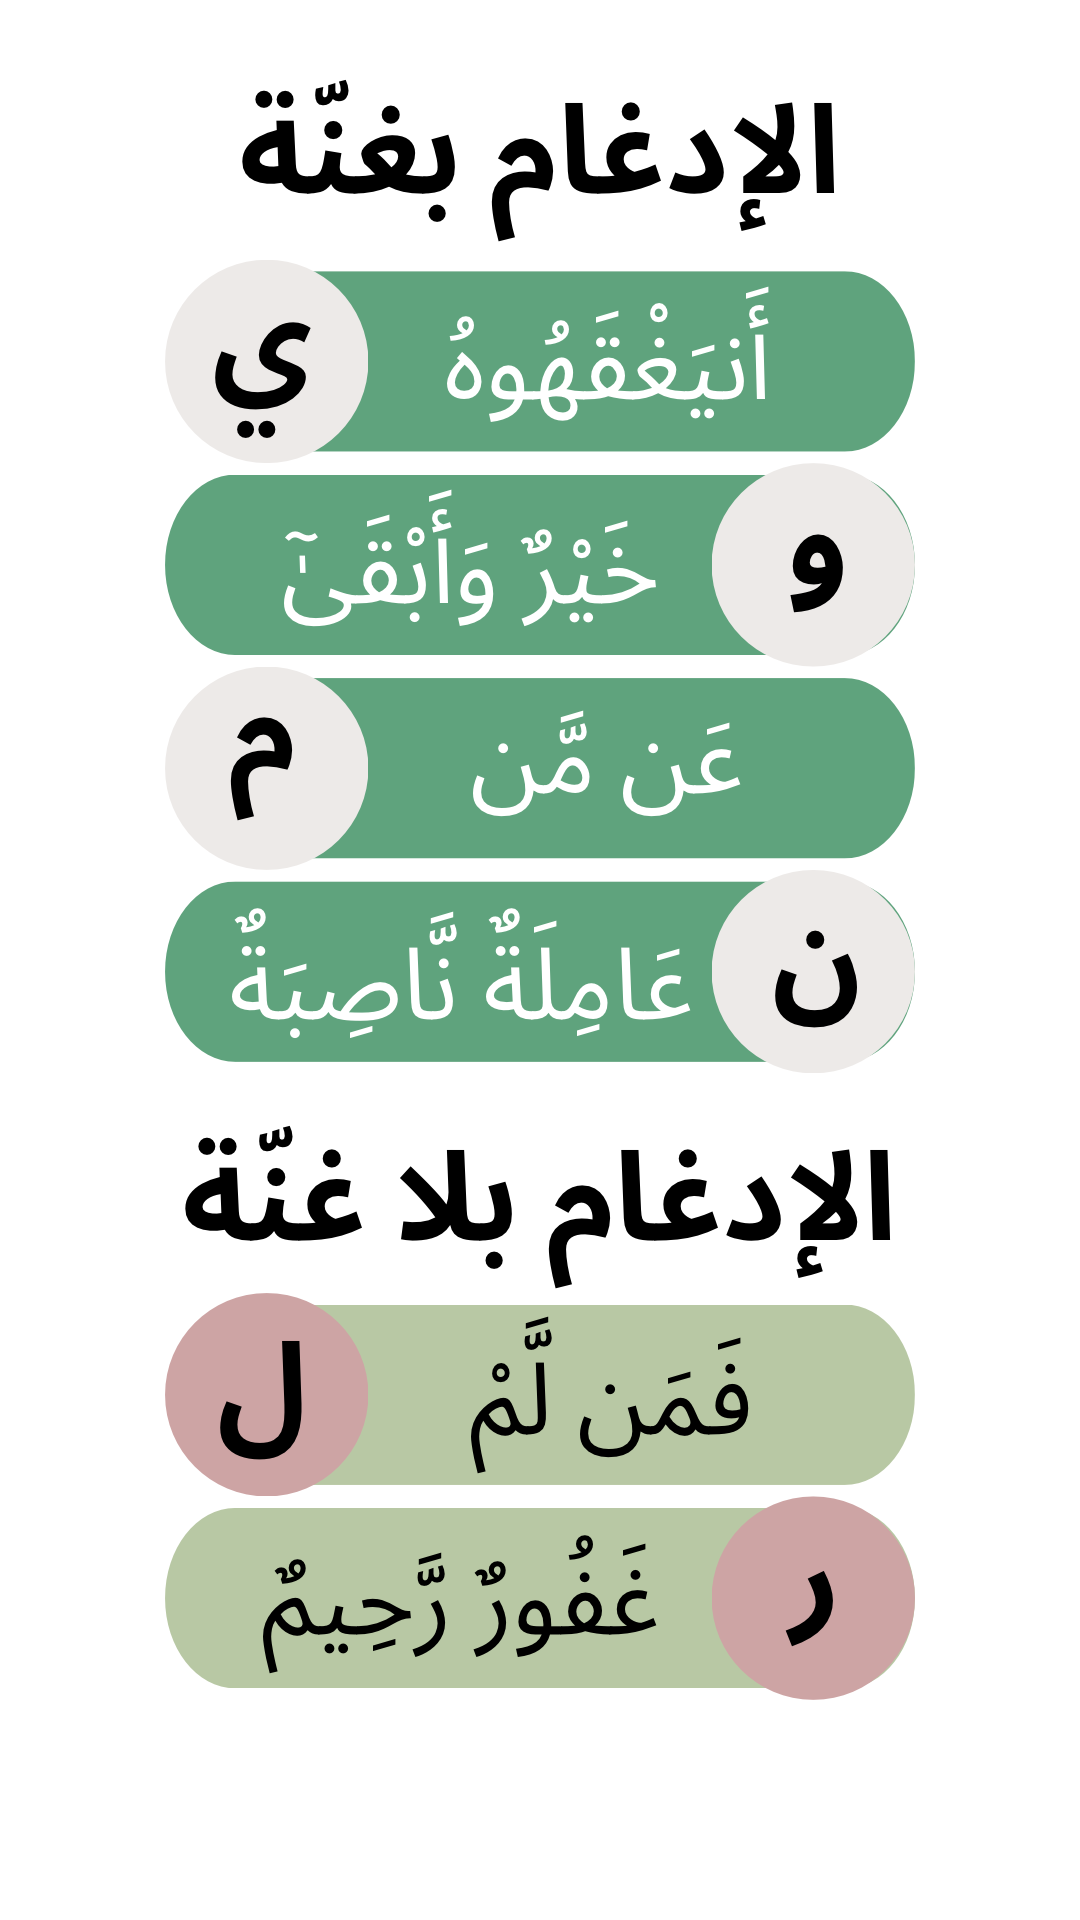 الإدغام بغنّة
ي
أَنيَغْقَهُوهُ
و
خَيْرٌ وَأَبْقَىٰٓ
م
عَن مَّن
ن
عَامِلَةٌ نَّاصِبَةٌ
الإدغام بلا غنّة
ل
فَمَن لَّمْ
ر
غَفُورٌ رَّحِيمٌ